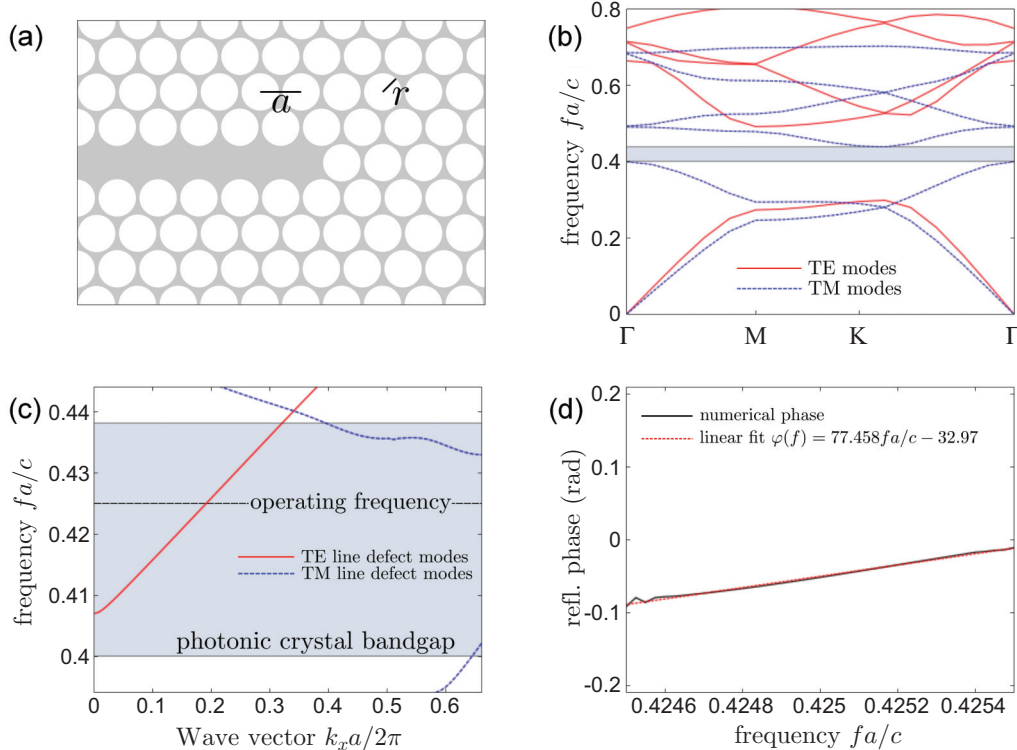 (a)
a
r
(b)
frequency fa/c
0.8
0.6
0.4
0.2
0
TE modes
TM modes
Γ
M
K
Γ
(c)
frequency fa/c
0.44
0.43
0.42
0.41
0.4
operating frequency
TE line defect modes
TM line defect modes
photonic crystal bandgap
0
0.1
0.2
0.3
0.4
0.5
0.6
Wave vector kₓa/2π
(d)
refl. phase (rad)
0.2
0.1
0
-0.1
-0.2
numerical phase
linear fit φ(f) = 77.458fa/c − 32.97
0.4246
0.4248
0.425
0.4252
0.4254
frequency fa/c